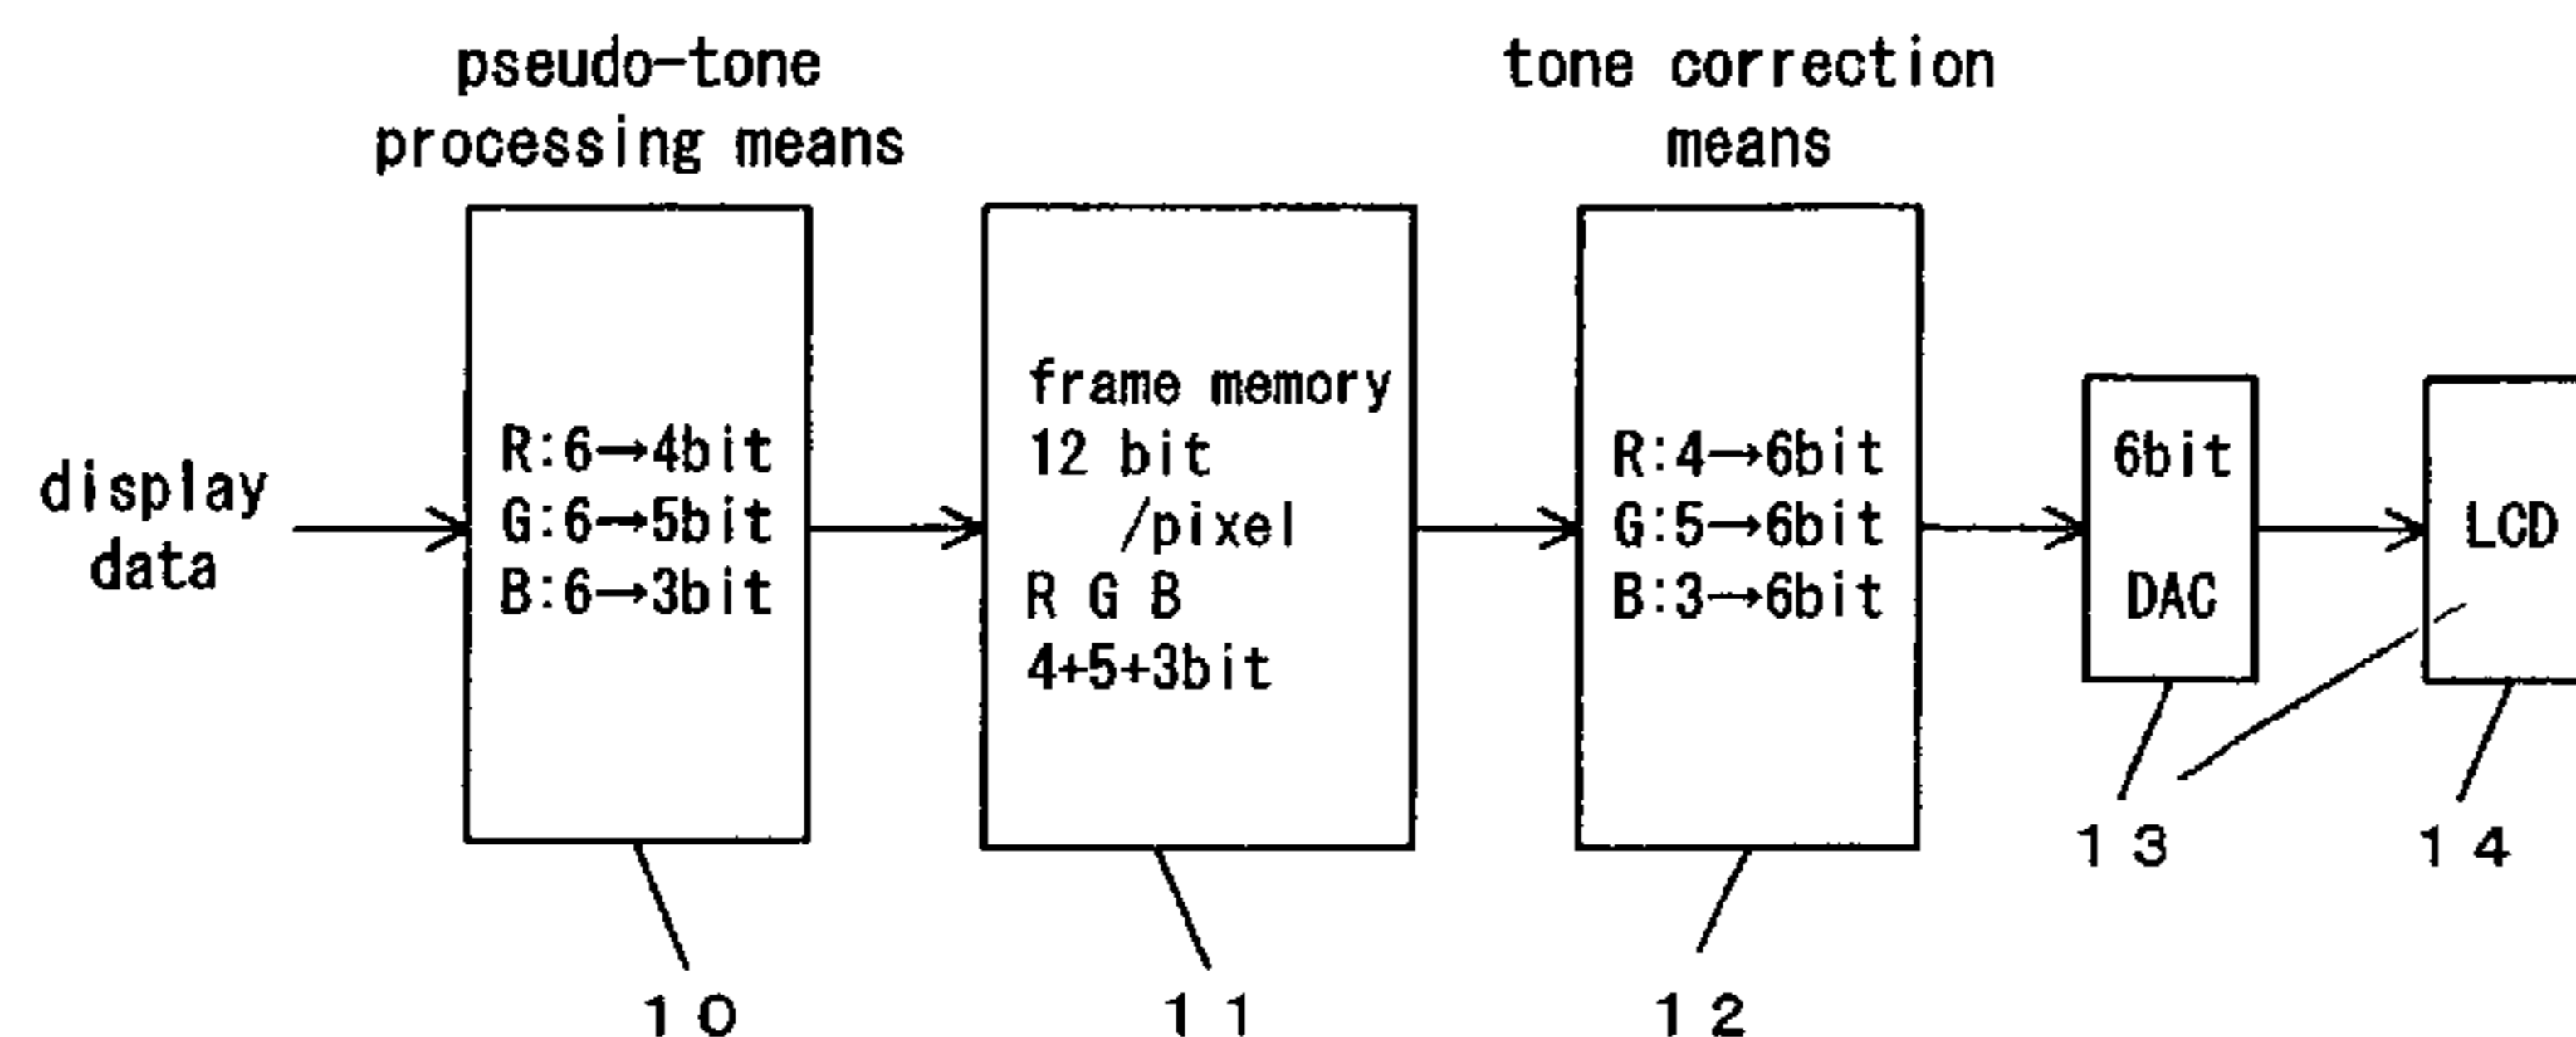 pseudo-tone
processing means
tone correction
means
display
data
R:6→4bit
G:6→5bit
B:6→3bit
frame memory
12 bit
/pixel
R G B
4+5+3bit
R:4→6bit
G:5→6bit
B:3→6bit
6bit
DAC
LCD
10
11
12
13
14